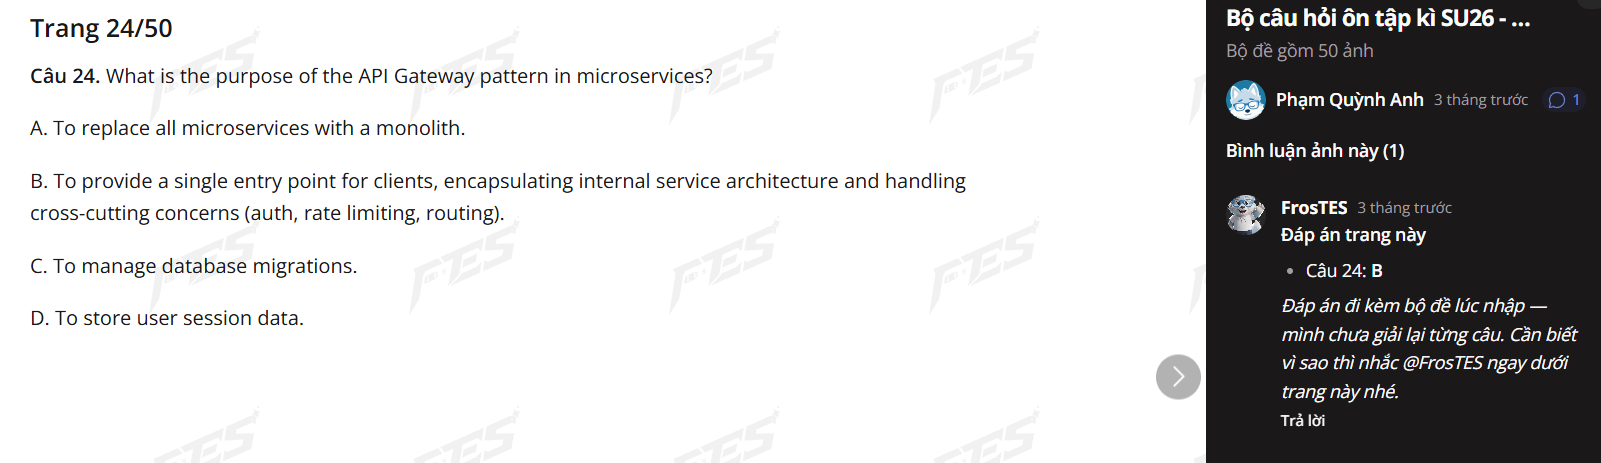 Trang 24/50
Câu 24. What is the purpose of the API Gateway pattern in microservices?
A. To replace all microservices with a monolith.
B. To provide a single entry point for clients, encapsulating internal service architecture and handling
cross-cutting concerns (auth, rate limiting, routing).
C. To manage database migrations.
D. To store user session data.
Bộ câu hỏi ôn tập kì SU26 - ...
Bộ đề gồm 50 ảnh
Phạm Quỳnh Anh 3 tháng trước 1
Bình luận ảnh này (1)
FrosTES 3 tháng trước
Đáp án trang này
• Câu 24: B
Đáp án đi kèm bộ đề lúc nhập —
mình chưa giải lại từng câu. Cần biết
vì sao thì nhắc @FrosTES ngay dưới
trang này nhé.
Trả lời